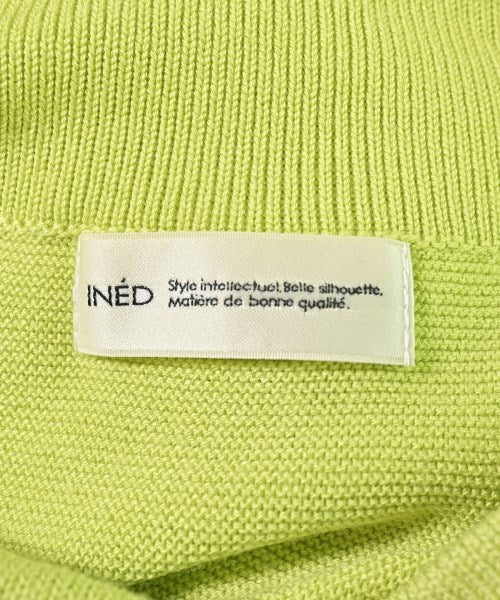 INÉD
Style intellectuel. Belle silhouette.
Matière de bonne qualité.